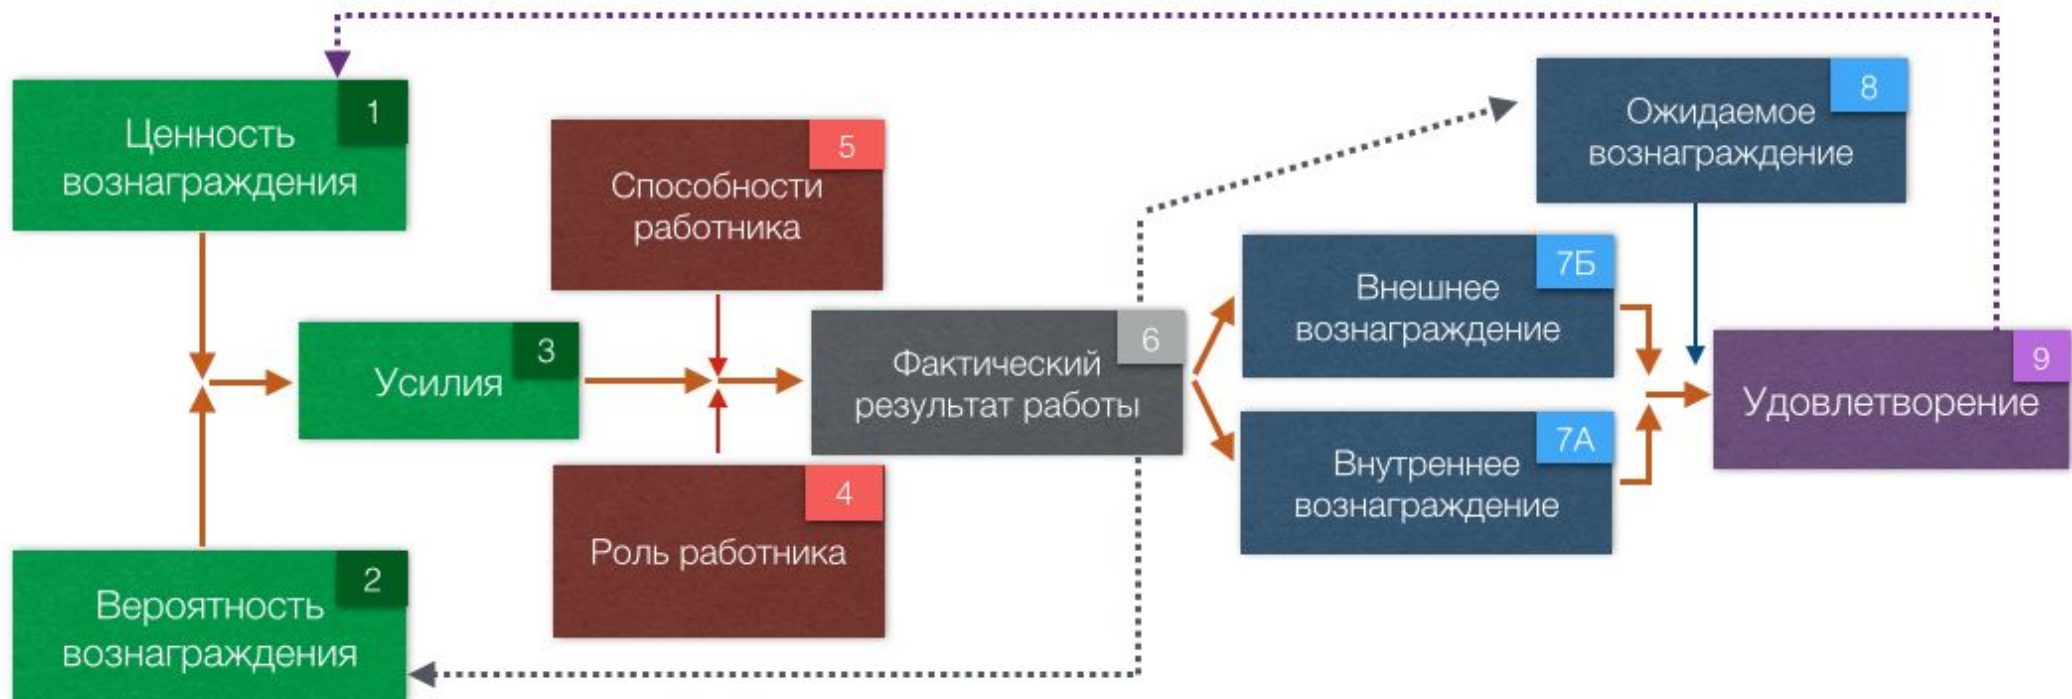 1
Ценность
вознаграждения
2
Вероятность
вознаграждения
3
Усилия
5
Способности
работника
4
Роль работника
6
Фактический
результат работы
8
Ожидаемое
вознаграждение
7Б
Внешнее
вознаграждение
7А
Внутреннее
вознаграждение
9
Удовлетворение